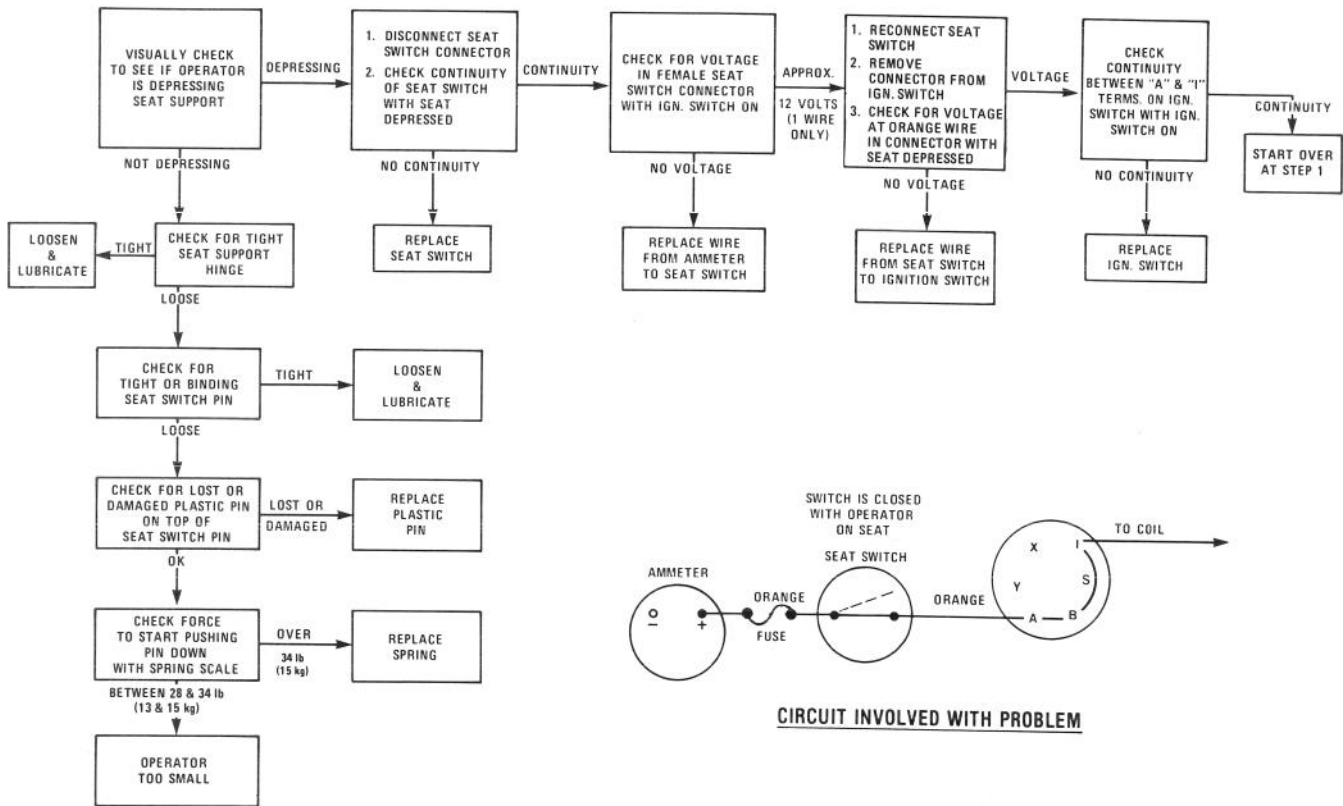 VISUALLY CHECK
TO SEE IF OPERATOR
IS DEPRESSING
SEAT SUPPORT
DEPRESSING
1. DISCONNECT SEAT
SWITCH CONNECTOR
2. CHECK CONTINUITY
OF SEAT SWITCH
WITH SEAT
DEPRESSED
CONTINUITY
CHECK FOR VOLTAGE
IN FEMALE SEAT
SWITCH CONNECTOR
WITH IGN. SWITCH ON
APPROX.
12 VOLTS
(1 WIRE
ONLY)
1. RECONNECT SEAT
SWITCH
2. REMOVE
CONNECTOR FROM
IGN. SWITCH
3. CHECK FOR VOLTAGE
AT ORANGE WIRE
IN CONNECTOR WITH
SEAT DEPRESSED
VOLTAGE
CHECK
CONTINUITY
BETWEEN "A" & "I"
TERMS. ON IGN.
SWITCH WITH IGN.
SWITCH ON
CONTINUITY
START OVER
AT STEP 1
NOT DEPRESSING
NO CONTINUITY
NO VOLTAGE
NO VOLTAGE
NO CONTINUITY
LOOSEN
&
LUBRICATE
TIGHT
CHECK FOR TIGHT
SEAT SUPPORT
HINGE
REPLACE
SEAT SWITCH
REPLACE WIRE
FROM AMMETER
TO SEAT SWITCH
REPLACE WIRE
FROM SEAT SWITCH
TO IGNITION SWITCH
REPLACE
IGN. SWITCH
LOOSE
CHECK FOR
TIGHT OR BINDING
SEAT SWITCH PIN
TIGHT
LOOSEN
&
LUBRICATE
LOOSE
CHECK FOR LOST OR
DAMAGED PLASTIC PIN
ON TOP OF
SEAT SWITCH PIN
LOST OR
DAMAGED
REPLACE
PLASTIC
PIN
OK
CHECK FORCE
TO START PUSHING
PIN DOWN
WITH SPRING SCALE
OVER
34 lb
(15 kg)
REPLACE
SPRING
BETWEEN 28 & 34 lb
(13 & 15 kg)
OPERATOR
TOO SMALL
SWITCH IS CLOSED
WITH OPERATOR
ON SEAT
SEAT SWITCH
AMMETER
− +
ORANGE
FUSE
ORANGE
X I
Y S
A B
TO COIL
CIRCUIT INVOLVED WITH PROBLEM